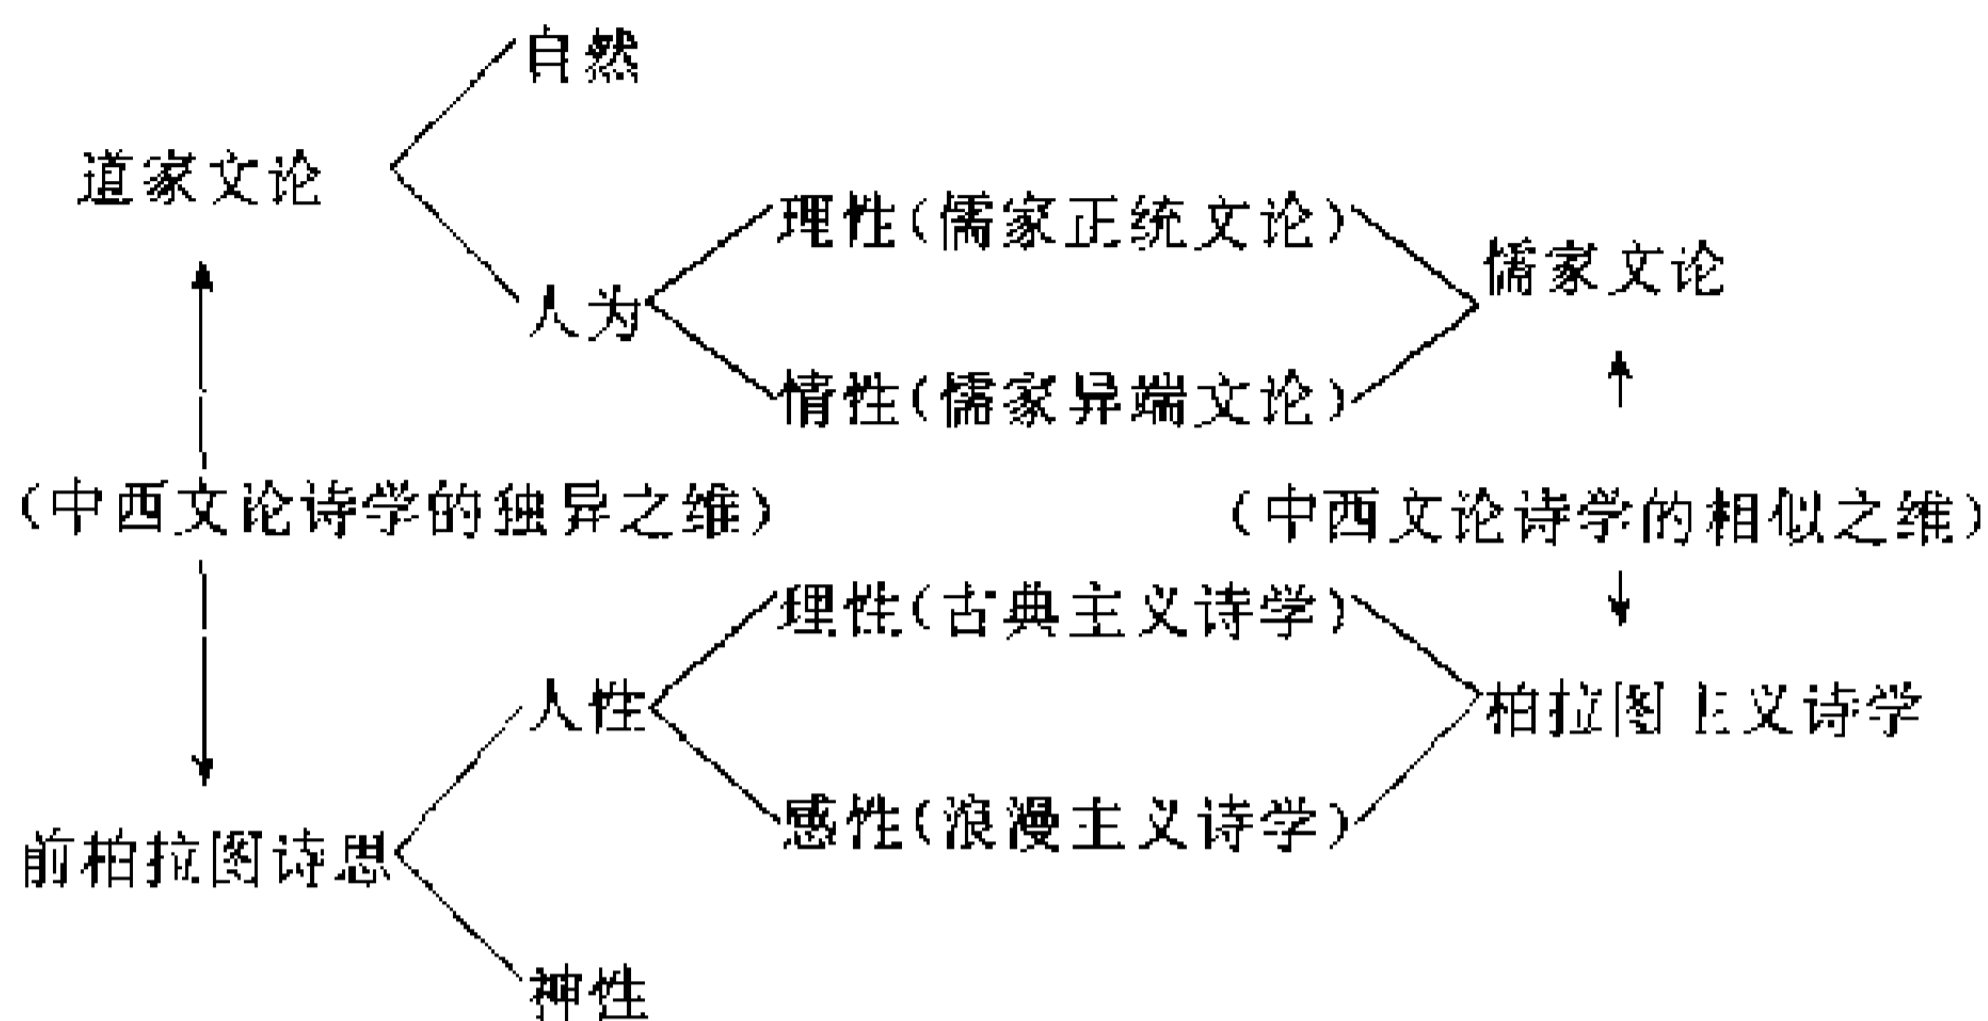 自然
道家文论
理性(儒家正统文论)
儒家文论
人为
情性(儒家异端文论)
(中西文论诗学的独异之维)
(中西文论诗学的相似之维)
理性(古典主义诗学)
人性
柏拉图主义诗学
感性(浪漫主义诗学)
前柏拉图诗思
神性